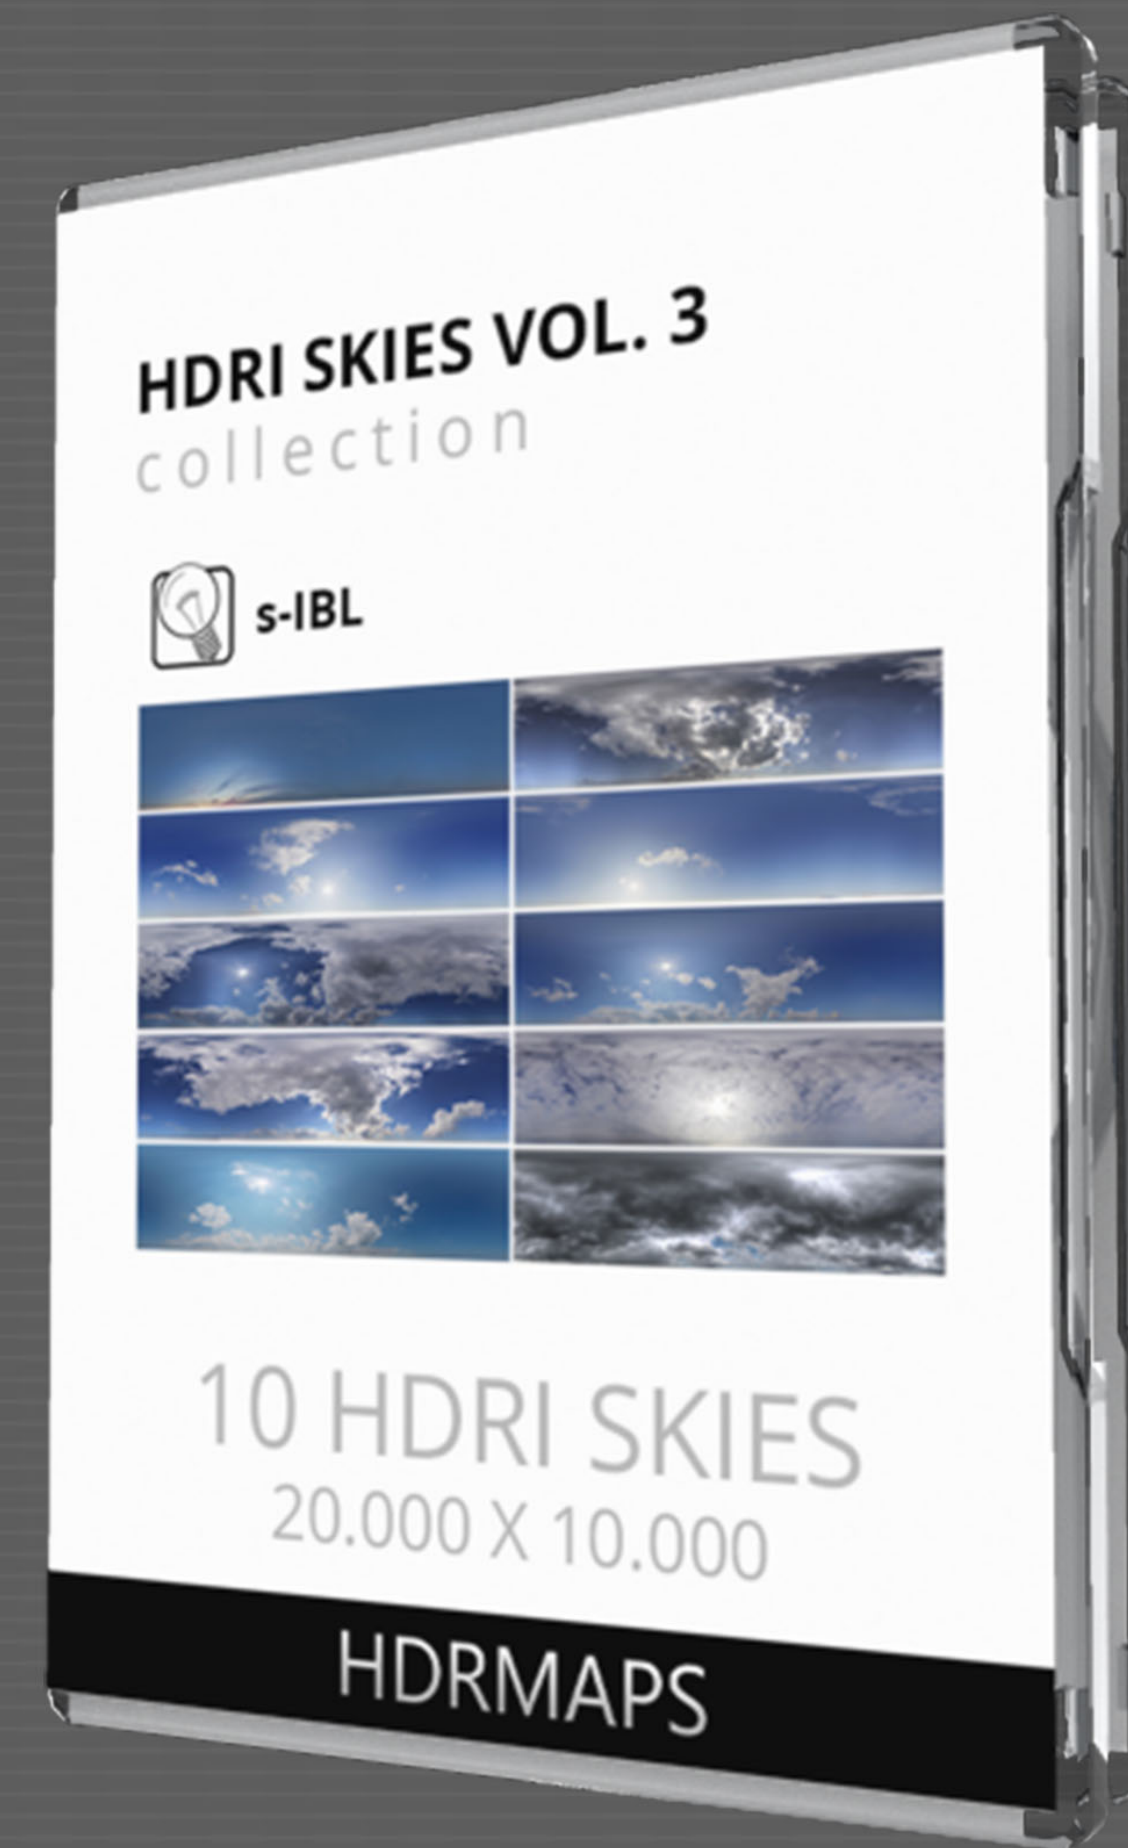 HDRI SKIES VOL. 3
collection
s-IBL
10 HDRI SKIES
20.000 X 10.000
HDRMAPS